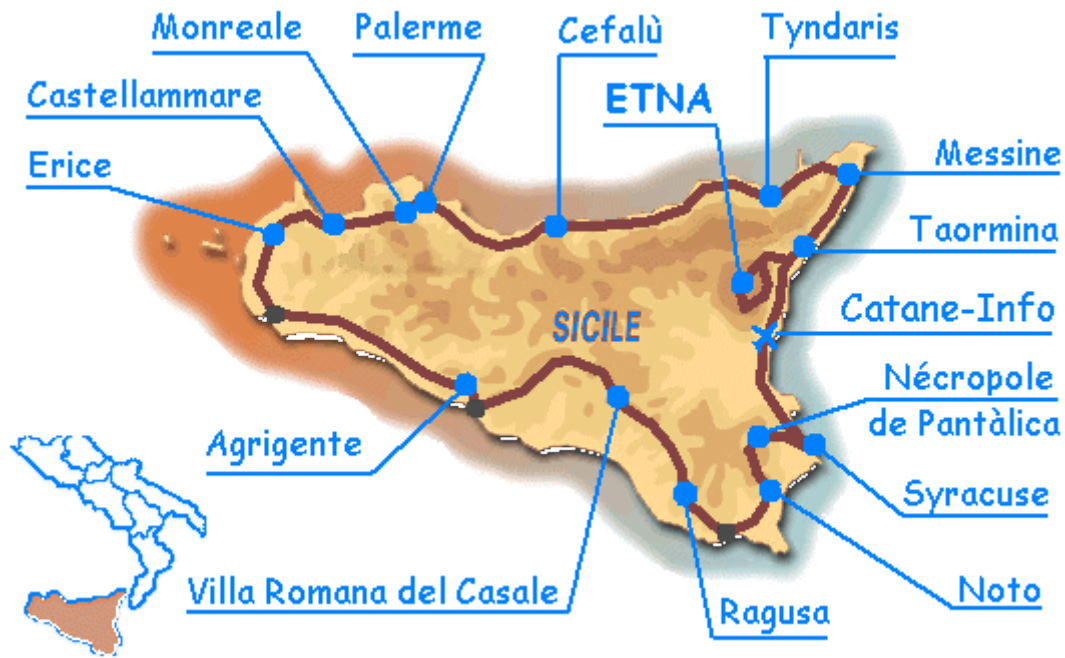 Monreale
Palerme
Cefalù
Tyndaris
Castellammare
ETNA
Erice
Messine
Taormina
Catane-Info
SICILE
Nécropole
de Pantàlica
Agrigente
Syracuse
Villa Romana del Casale
Ragusa
Noto